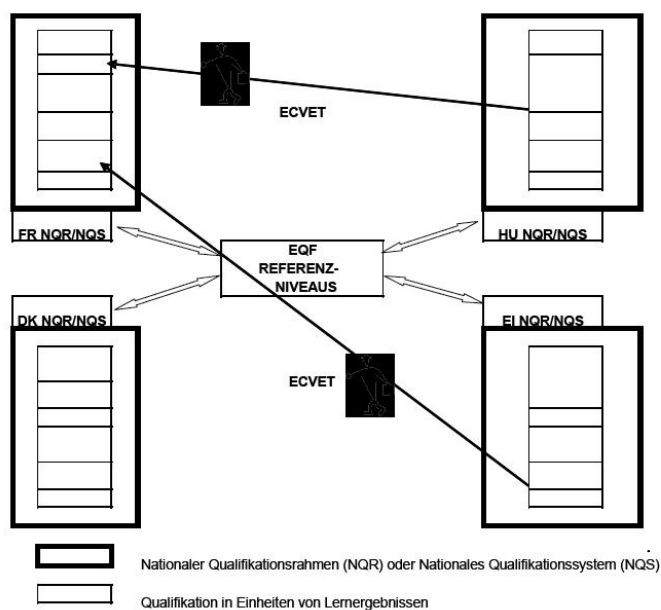 ECVET
FR NQR/NQS
HU NQR/NQS
EQF
REFERENZ-
NIVEAUS
DK NQR/NQS
EI NQR/NQS
ECVET
Nationaler Qualifikationsrahmen (NQR) oder Nationales Qualifikationssystem (NQS)
Qualifikation in Einheiten von Lernergebnissen